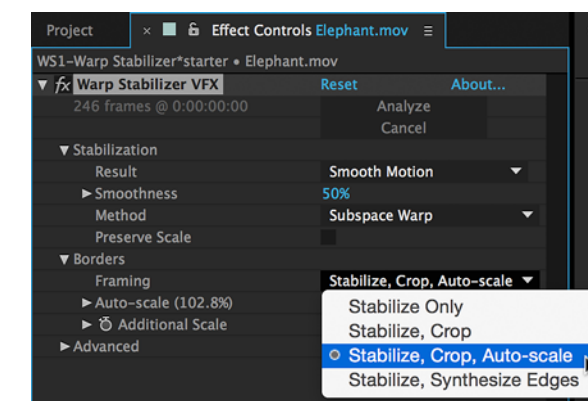 Project × Effect Controls Elephant.mov
WS1-Warp Stabilizer*starter • Elephant.mov
fx Warp Stabilizer VFX Reset About...
246 frames @ 0:00:00:00 Analyze
Cancel
Stabilization
Result Smooth Motion
Smoothness 50%
Method Subspace Warp
Preserve Scale
Borders
Framing Stabilize, Crop, Auto-scale
Auto-scale (102.8%) Stabilize Only
Additional Scale Stabilize, Crop
Advanced Stabilize, Crop, Auto-scale
Stabilize, Synthesize Edges